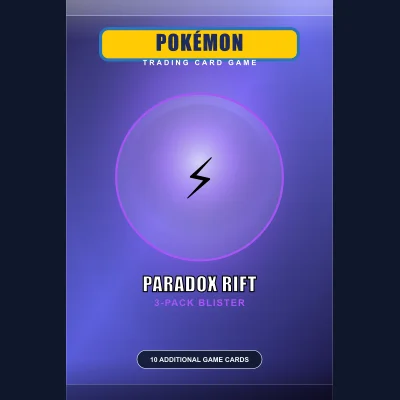 POKÉMON
TRADING CARD GAME
PARADOX RIFT
3-PACK BLISTER
10 ADDITIONAL GAME CARDS